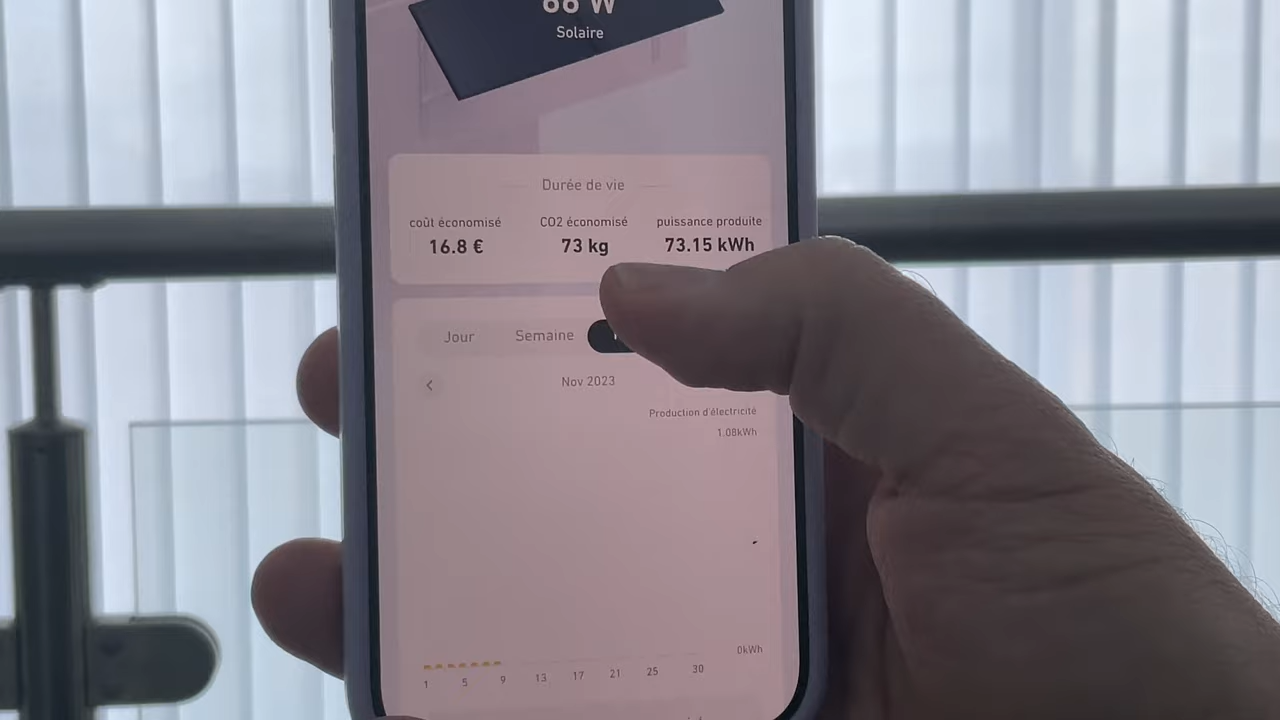 W
Solaire
Durée de vie
coût économisé CO2 économisé puissance produite
16.8 € 73 kg 73.15 kWh
Jour Semaine
Nov 2023
Production d'électricité
1.08kWh
0kWh
1 5 9 13 17 21 25 30